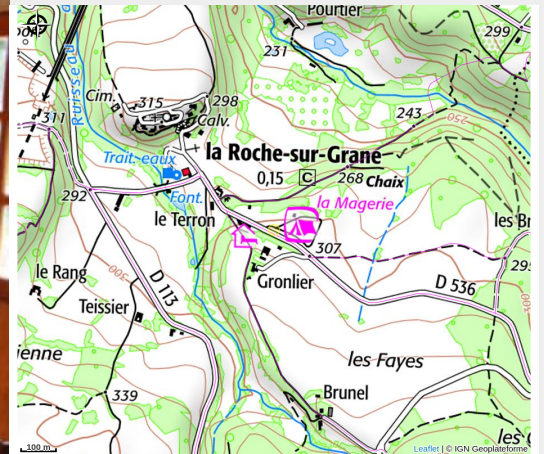 Pourtier
299
231
Ruisseau
Cim.
315
298
Calv.
311
243
250
Trait.-eaux
la Roche-sur-Grane
0,15 C
268 Chaix
292
Font.
la Magerie
le Terron
les B
307
295
le Rang
300
D 113
Gronlier
D 536
Teissier
ienne
les Fayes
339
Brunel
les
100 m
Leaflet | © IGN Geoplateforme